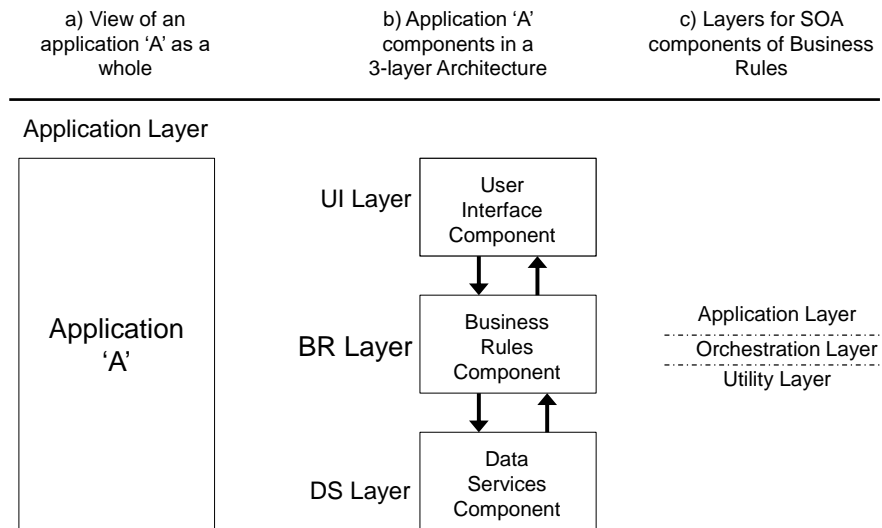 a) View of an
application ‘A’ as a
whole
b) Application ‘A’
components in a
3-layer Architecture
c) Layers for SOA
components of Business
Rules
Application Layer
Application
‘A’
UI Layer
User
Interface
Component
BR Layer
Business
Rules
Component
DS Layer
Data
Services
Component
Application Layer
Orchestration Layer
Utility Layer